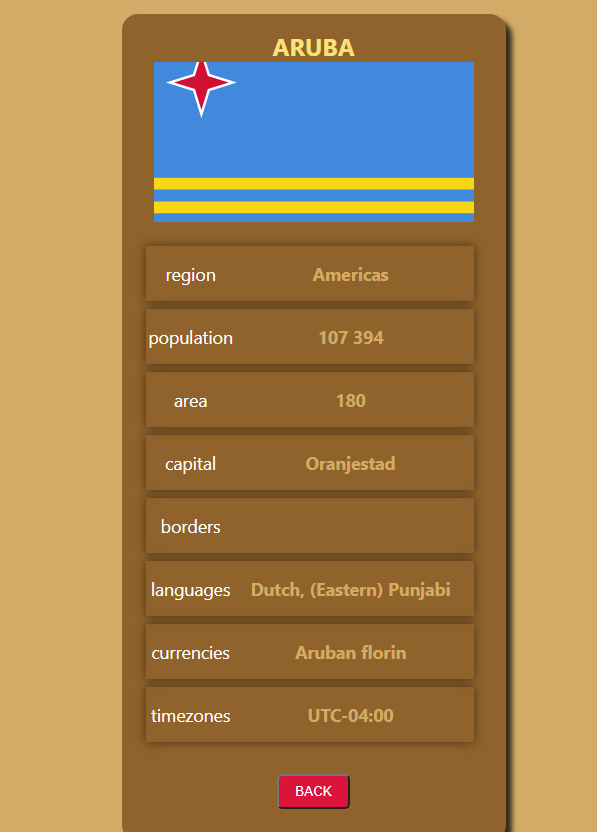 ARUBA
region Americas
population 107 394
area 180
capital Oranjestad
borders
languages Dutch, (Eastern) Punjabi
currencies Aruban florin
timezones UTC-04:00
BACK